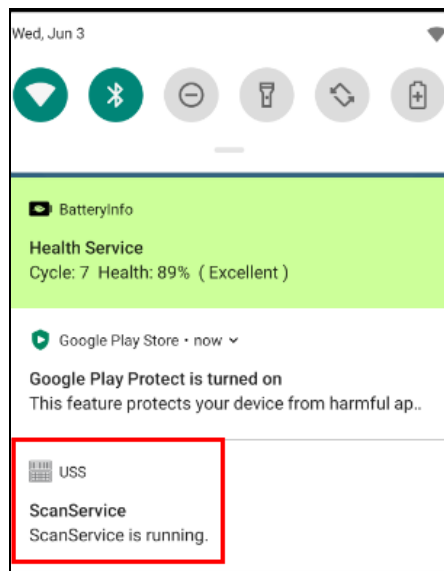 Wed, Jun 3
BatteryInfo
Health Service
Cycle: 7 Health: 89% ( Excellent )
Google Play Store • now
Google Play Protect is turned on
This feature protects your device from harmful ap..
USS
ScanService
ScanService is running.